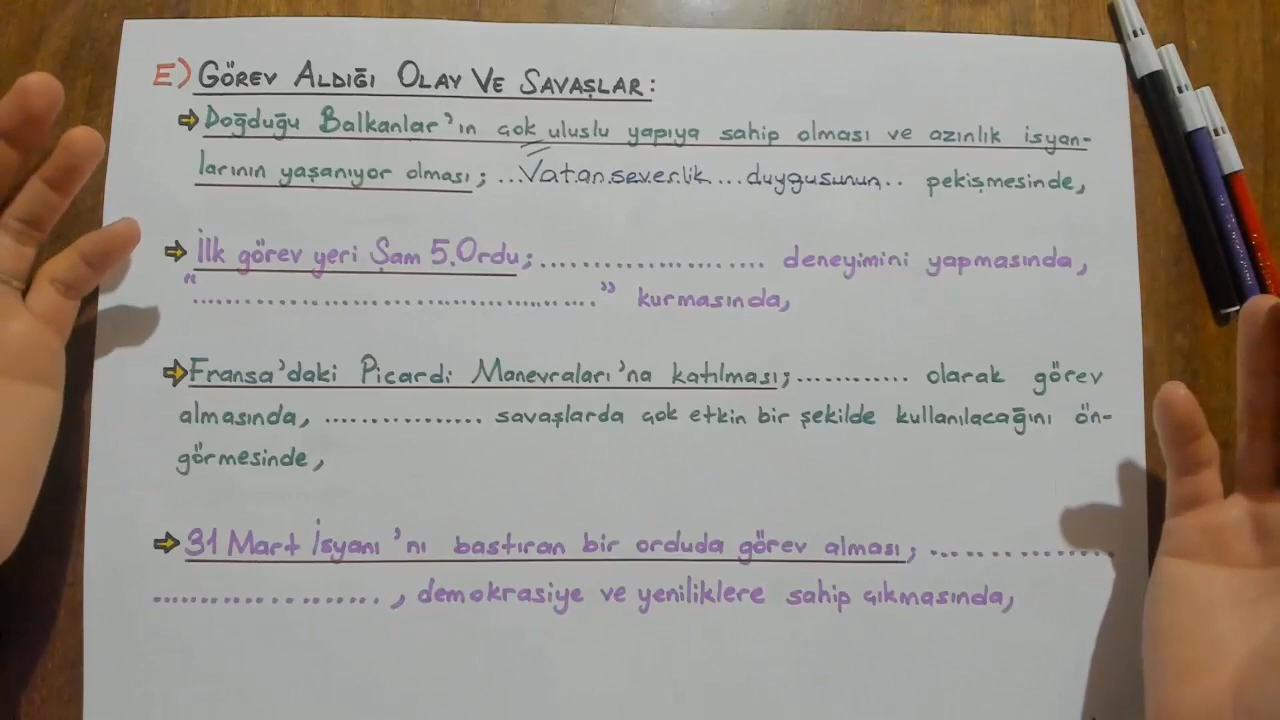 E) GÖREV ALDIĞI OLAY VE SAVAŞLAR:
➩ Doğduğu Balkanlar'ın çok uluslu yapıya sahip olması ve azınlık isyan-
larının yaşanıyor olması; ...Vatanseverlik...duygusunun.. pekişmesinde,
➩ İlk görev yeri Şam 5.Ordu;....................... deneyimini yapmasında,
"......................................" kurmasında,
➩ Fransa'daki Picardi Manevraları'na katılması;............ olarak görev
almasında, ................ savaşlarda çok etkin bir şekilde kullanılacağını ön-
görmesinde,
➩ 31 Mart İsyanı'nı bastıran bir orduda görev alması; ................
......................, demokrasiye ve yeniliklere sahip çıkmasında,